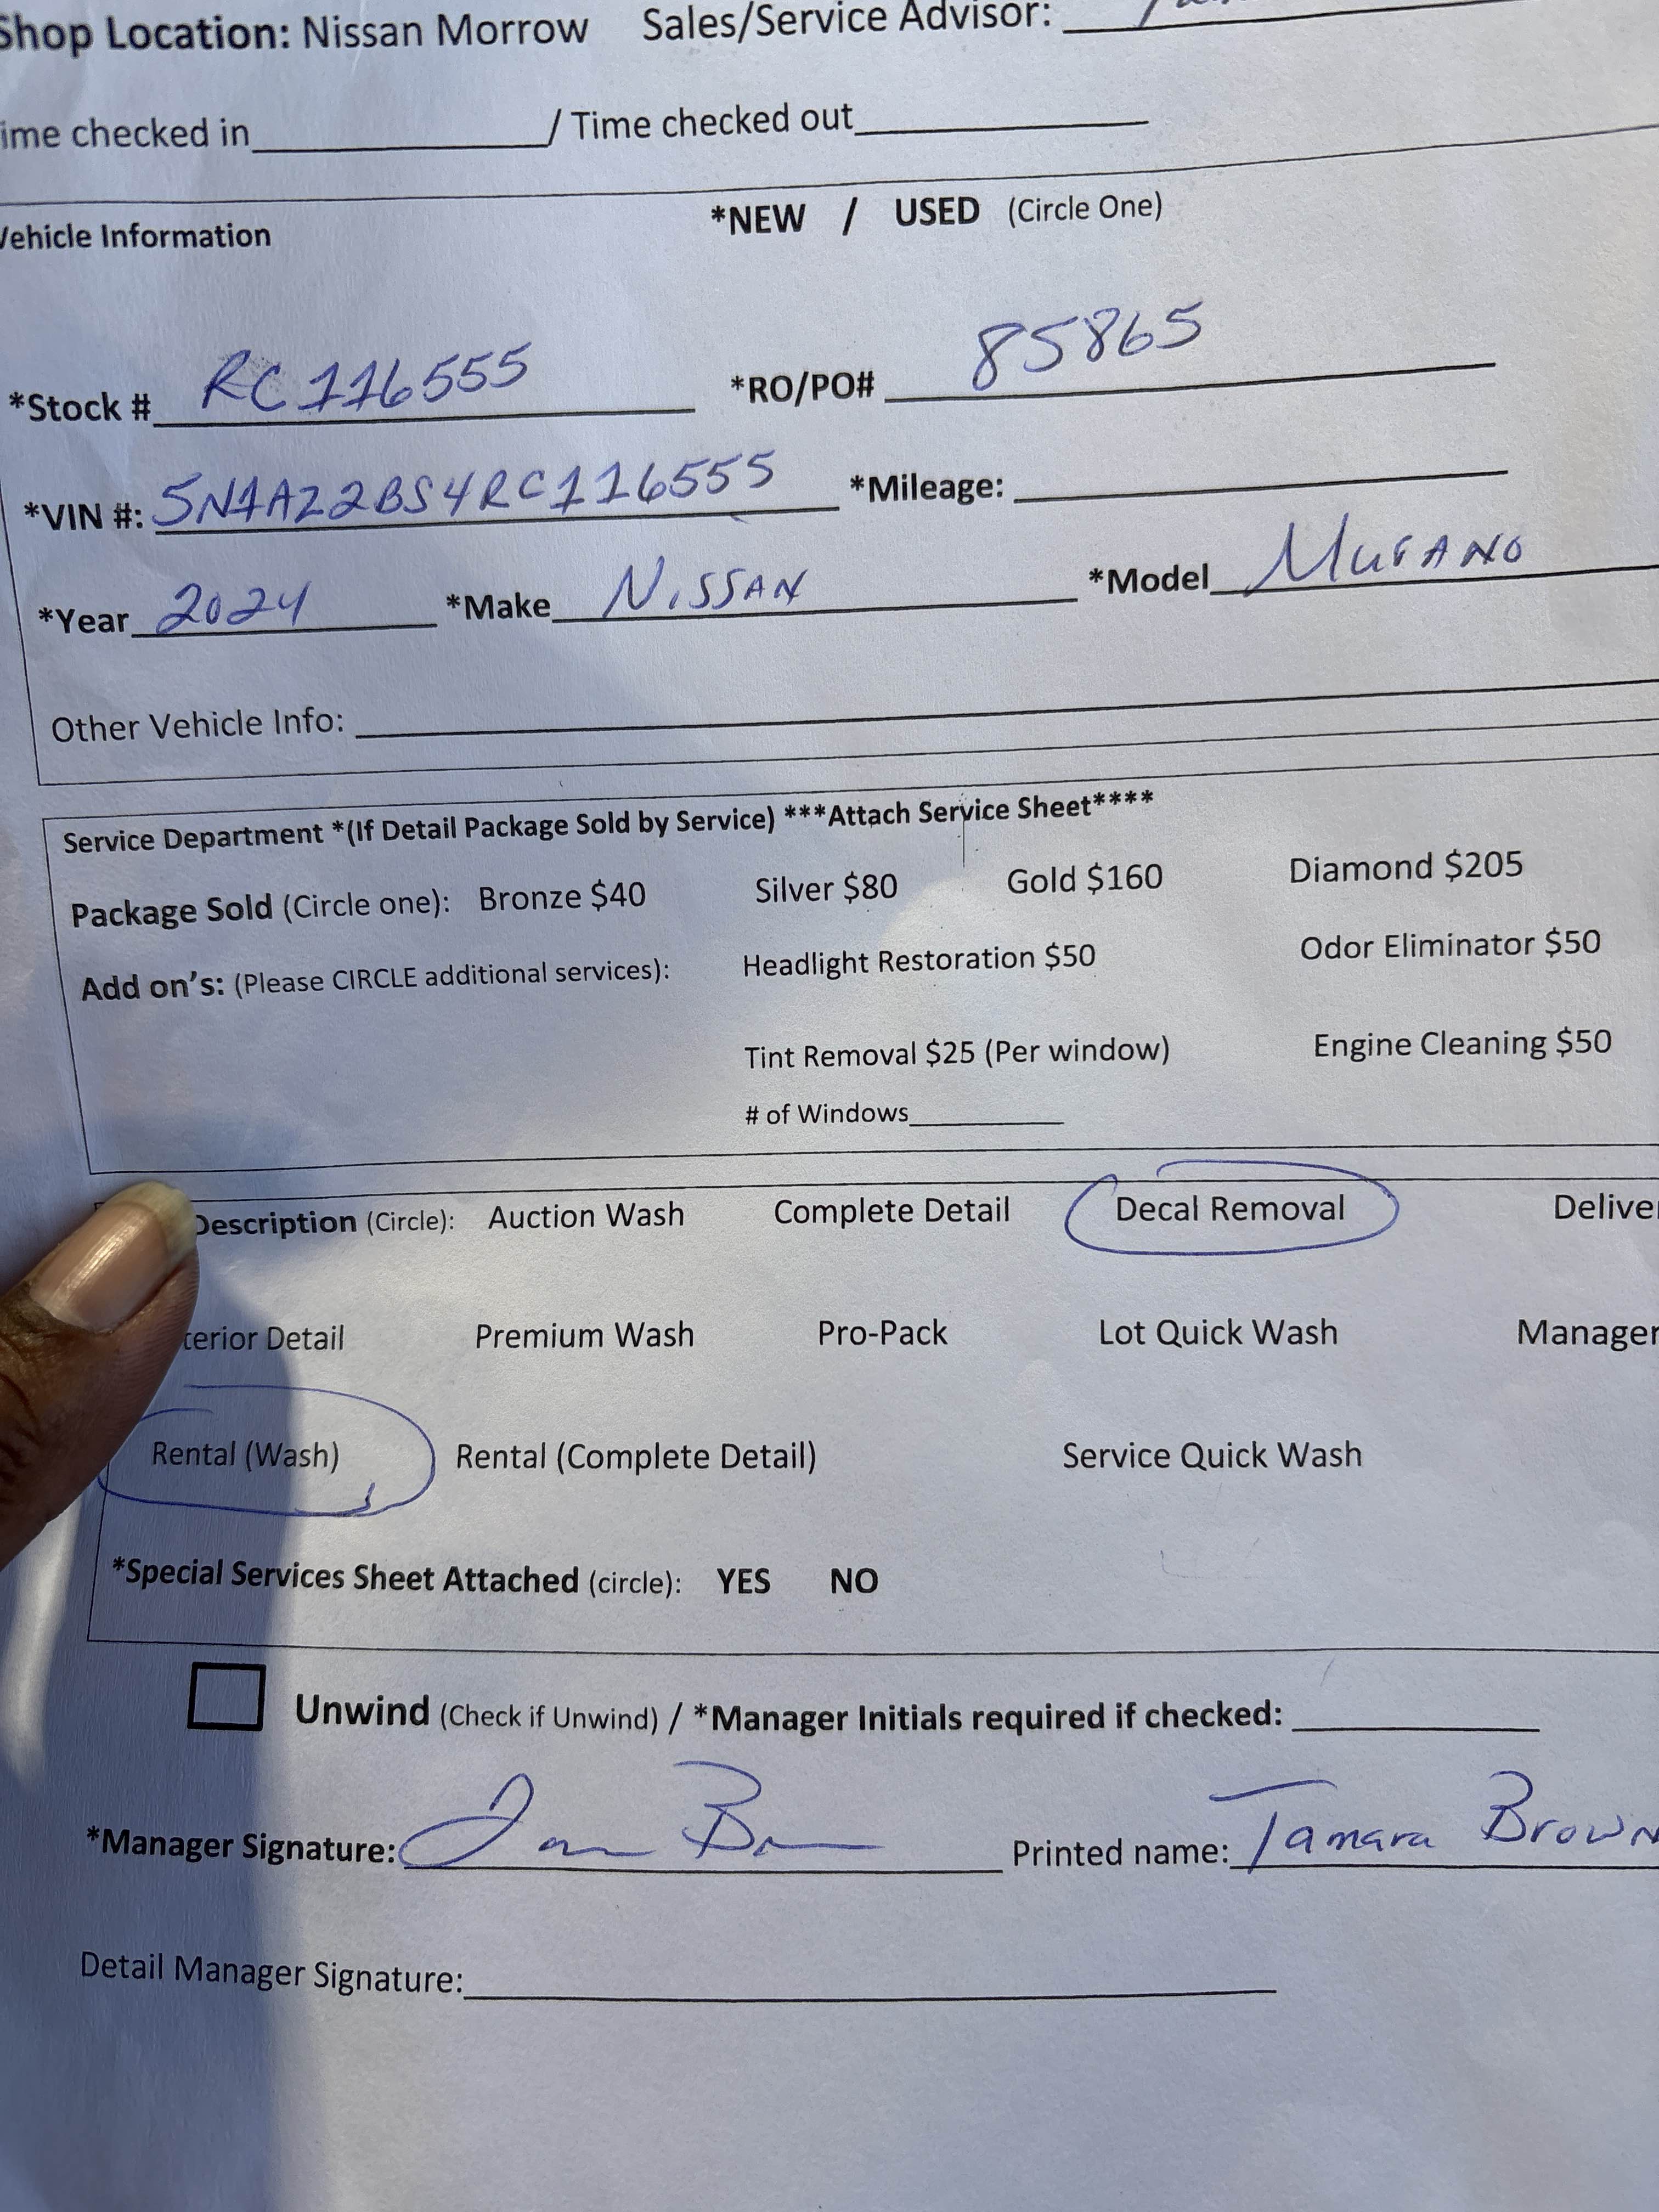 Shop Location: Nissan Morrow Sales/Service Advisor:
ime checked in / Time checked out
Vehicle Information *NEW / USED (Circle One)
*Stock # RC116555 *RO/PO# 85865
*VIN #: 5N1AZ2BS4RC116555 *Mileage:
*Year 2024 *Make NISSAN *Model MURANO
Other Vehicle Info:
Service Department *(If Detail Package Sold by Service) ***Attach Service Sheet****
Package Sold (Circle one): Bronze $40 Silver $80 Gold $160 Diamond $205
Add on's: (Please CIRCLE additional services): Headlight Restoration $50 Odor Eliminator $50
Tint Removal $25 (Per window) Engine Cleaning $50
# of Windows
Description (Circle): Auction Wash Complete Detail Decal Removal Deliver
terior Detail Premium Wash Pro-Pack Lot Quick Wash Manager
Rental (Wash) Rental (Complete Detail) Service Quick Wash
*Special Services Sheet Attached (circle): YES NO
Unwind (Check if Unwind) / *Manager Initials required if checked:
*Manager Signature: Printed name: Tamara Brown
Detail Manager Signature: